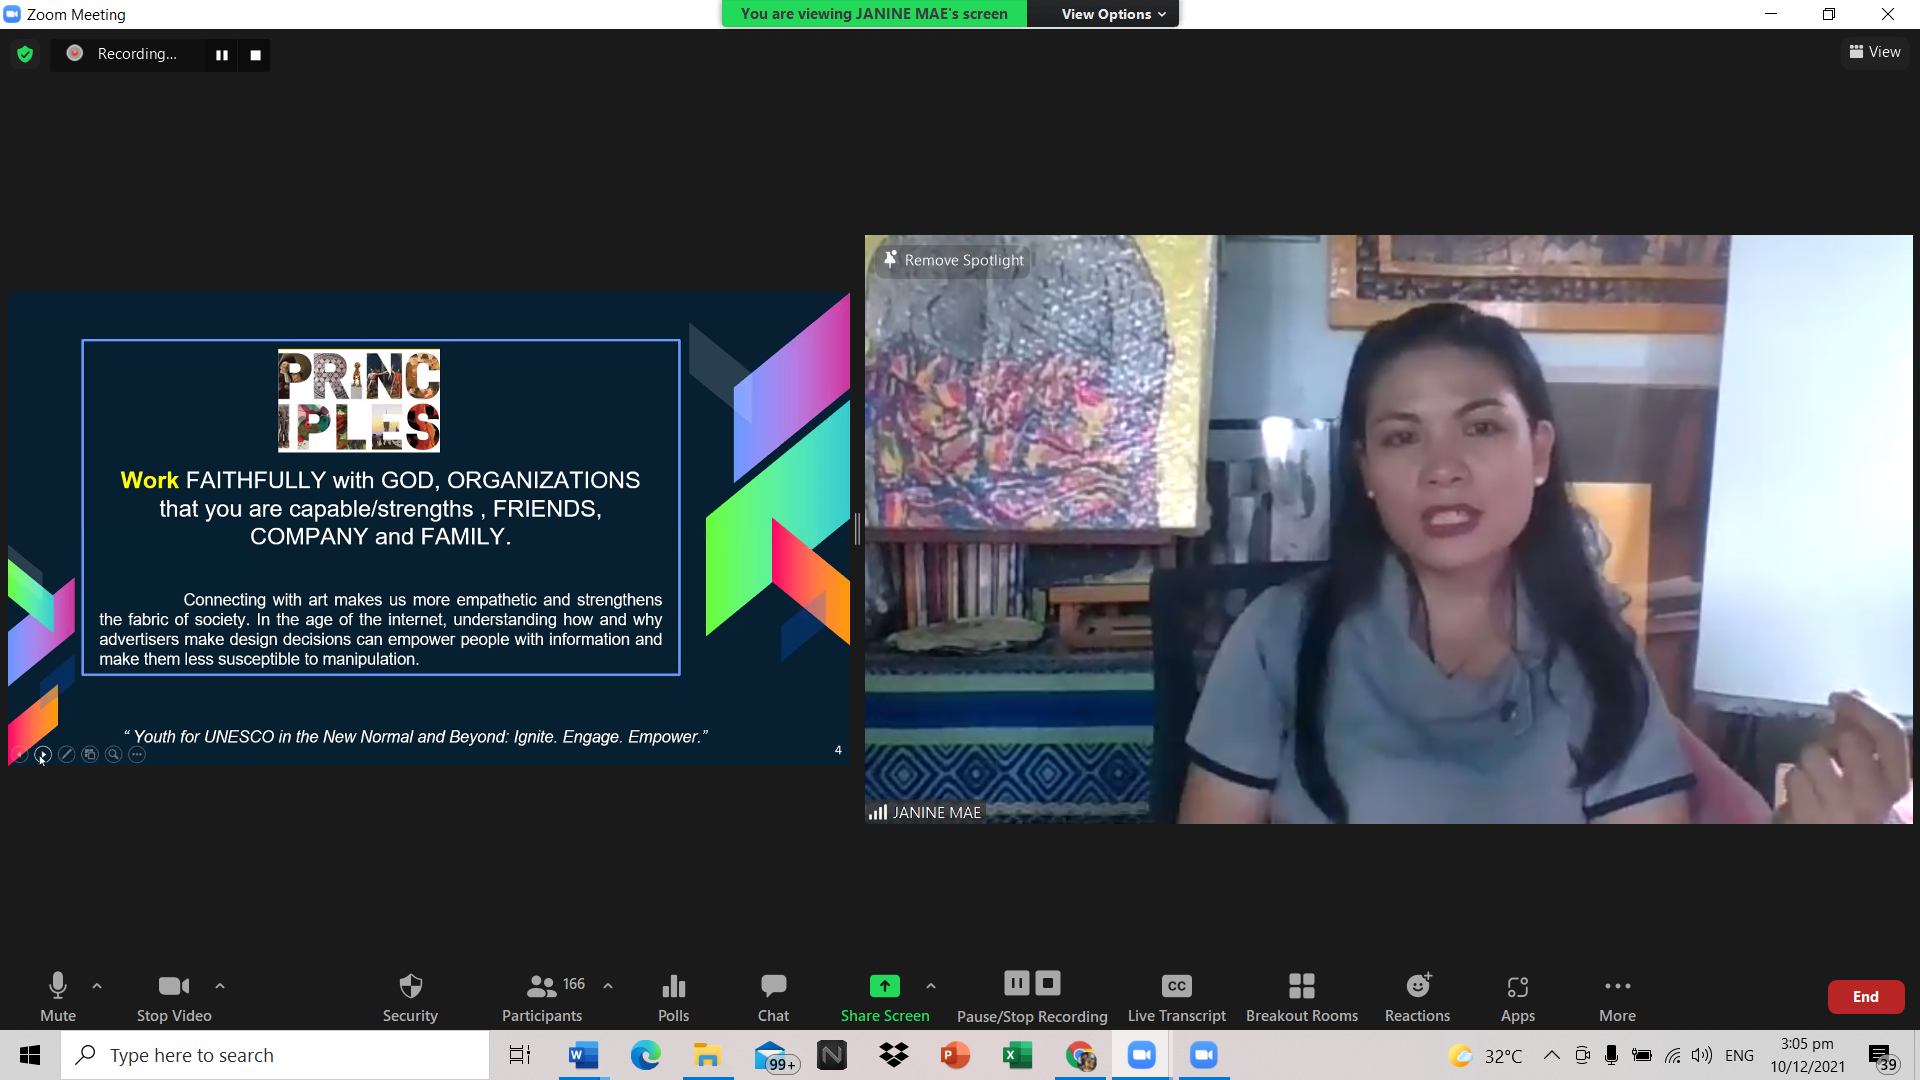 Zoom Meeting
You are viewing JANINE MAE's screen
View Options
Recording...
View
Remove Spotlight
PRiNC
IPLES
Work FAITHFULLY with GOD, ORGANIZATIONS
that you are capable/strengths , FRIENDS,
COMPANY and FAMILY.
Connecting with art makes us more empathetic and strengthens
the fabric of society. In the age of the internet, understanding how and why
advertisers make design decisions can empower people with information and
make them less susceptible to manipulation.
“ Youth for UNESCO in the New Normal and Beyond: Ignite. Engage. Empower.”
4
JANINE MAE
Mute
Stop Video
Security
Participants
166
Polls
Chat
Share Screen
Pause/Stop Recording
CC
Live Transcript
Breakout Rooms
Reactions
Apps
More
End
Type here to search
W
99+
N
P
X
32°C
ENG
3:05 pm
10/12/2021
39